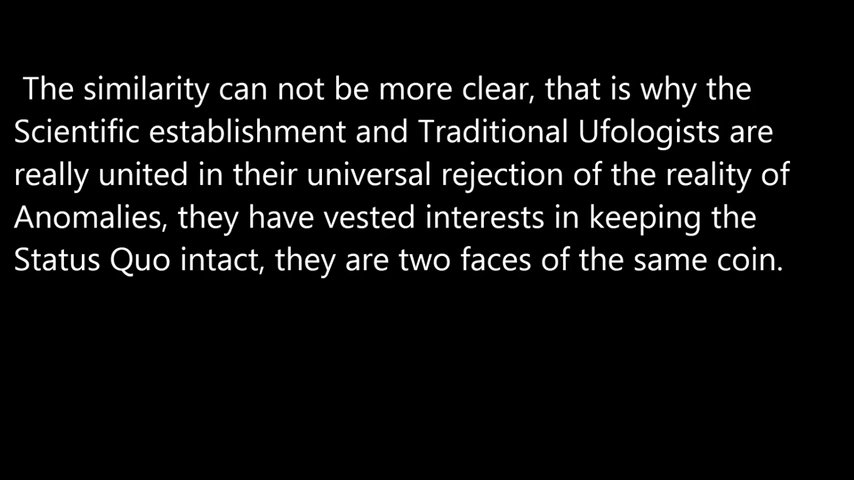 The similarity can not be more clear, that is why the
Scientific establishment and Traditional Ufologists are
really united in their universal rejection of the reality of
Anomalies, they have vested interests in keeping the
Status Quo intact, they are two faces of the same coin.